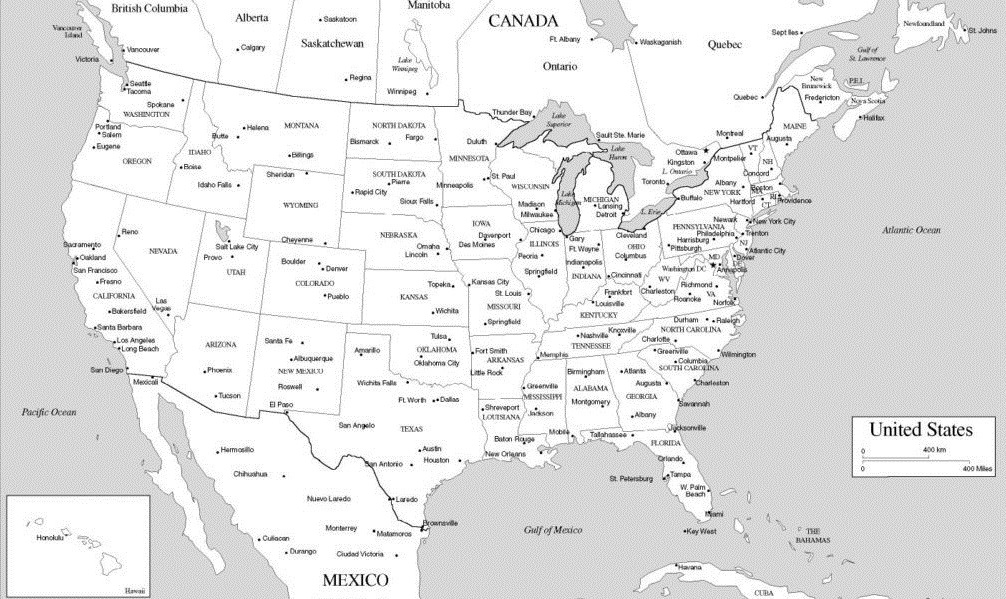 British Columbia
Alberta
Manitoba
Saskatoon
CANADA
Newfoundland
St. Johns
Vancouver
Island
Vancouver
Victoria
Calgary
Saskatchewan
Regina
Lake
Winnipeg
Winnipeg
Ft. Albany
Waskaganish
Ontario
Quebec
Sept Iles
Gulf of
St. Lawrence
Seattle
Tacoma
Spokane
WASHINGTON
Thunder Bay
Lake
Superior
Quebec
New
Brunswick
P.E.I.
Fredericton
Nova Scotia
Halifax
Portland
Salem
Eugene
OREGON
Butte
Helena
MONTANA
Billings
IDAHO
Boise
Idaho Falls
NORTH DAKOTA
Bismarck
Fargo
Duluth
MINNESOTA
Sault Ste. Marie
Lake
Huron
Montreal
Ottawa
Kingston
L. Ontario
Toronto
MAINE
Augusta
VT
Montpelier
NH
Concord
Sheridan
WYOMING
Cheyenne
SOUTH DAKOTA
Pierre
Rapid City
Sioux Falls
Minneapolis
St. Paul
WISCONSIN
Madison
Milwaukee
Lake
Michigan
MICHIGAN
Lansing
Detroit
L. Erie
Buffalo
Albany
NEW YORK
Boston
MA
Hartford
CT
RI
Providence
Reno
NEVADA
Salt Lake City
Provo
UTAH
NEBRASKA
Omaha
Lincoln
IOWA
Davenport
Des Moines
Chicago
ILLINOIS
Peoria
Springfield
Gary
Ft. Wayne
Indianapolis
INDIANA
Cleveland
OHIO
Columbus
Cincinnati
PENNSYLVANIA
Harrisburg
Philadelphia
Pittsburgh
Newark
New York City
Trenton
NJ
Atlantic City
Atlantic Ocean
Sacramento
Oakland
San Francisco
Fresno
CALIFORNIA
Las
Vegas
Bakersfield
Santa Barbara
Los Angeles
Long Beach
San Diego
Mexicali
Boulder
Denver
COLORADO
Pueblo
Topeka
KANSAS
Wichita
Kansas City
St. Louis
MISSOURI
Springfield
Frankfort
Louisville
KENTUCKY
WV
Charleston
Washington DC
MD
DE
Dover
Annapolis
Richmond
Roanoke
VA
Norfolk
ARIZONA
Phoenix
Tucson
Santa Fe
Albuquerque
NEW MEXICO
Roswell
El Paso
Amarillo
Tulsa
OKLAHOMA
Oklahoma City
Wichita Falls
Fort Smith
ARKANSAS
Little Rock
Memphis
Nashville
Knoxville
TENNESSEE
Durham
Raleigh
NORTH CAROLINA
Charlotte
Wilmington
Greenville
Columbia
SOUTH CAROLINA
Charleston
Pacific Ocean
Ft. Worth
Dallas
San Angelo
TEXAS
Austin
San Antonio
Houston
Shreveport
LOUISIANA
Baton Rouge
New Orleans
Greenville
MISSISSIPPI
Jackson
Birmingham
ALABAMA
Montgomery
Mobile
Atlanta
Augusta
GEORGIA
Albany
Savannah
Jacksonville
Tallahassee
FLORIDA
Orlando
Tampa
St. Petersburg
W. Palm
Beach
Miami
Key West
United States
0
400 km
0
400 Miles
Hermosillo
Chihuahua
Nuevo Laredo
Laredo
Brownsville
Monterrey
Matamoros
Culiacan
Durango
Ciudad Victoria
MEXICO
Gulf of Mexico
THE
BAHAMAS
Havana
CUBA
Honolulu
Hawaii